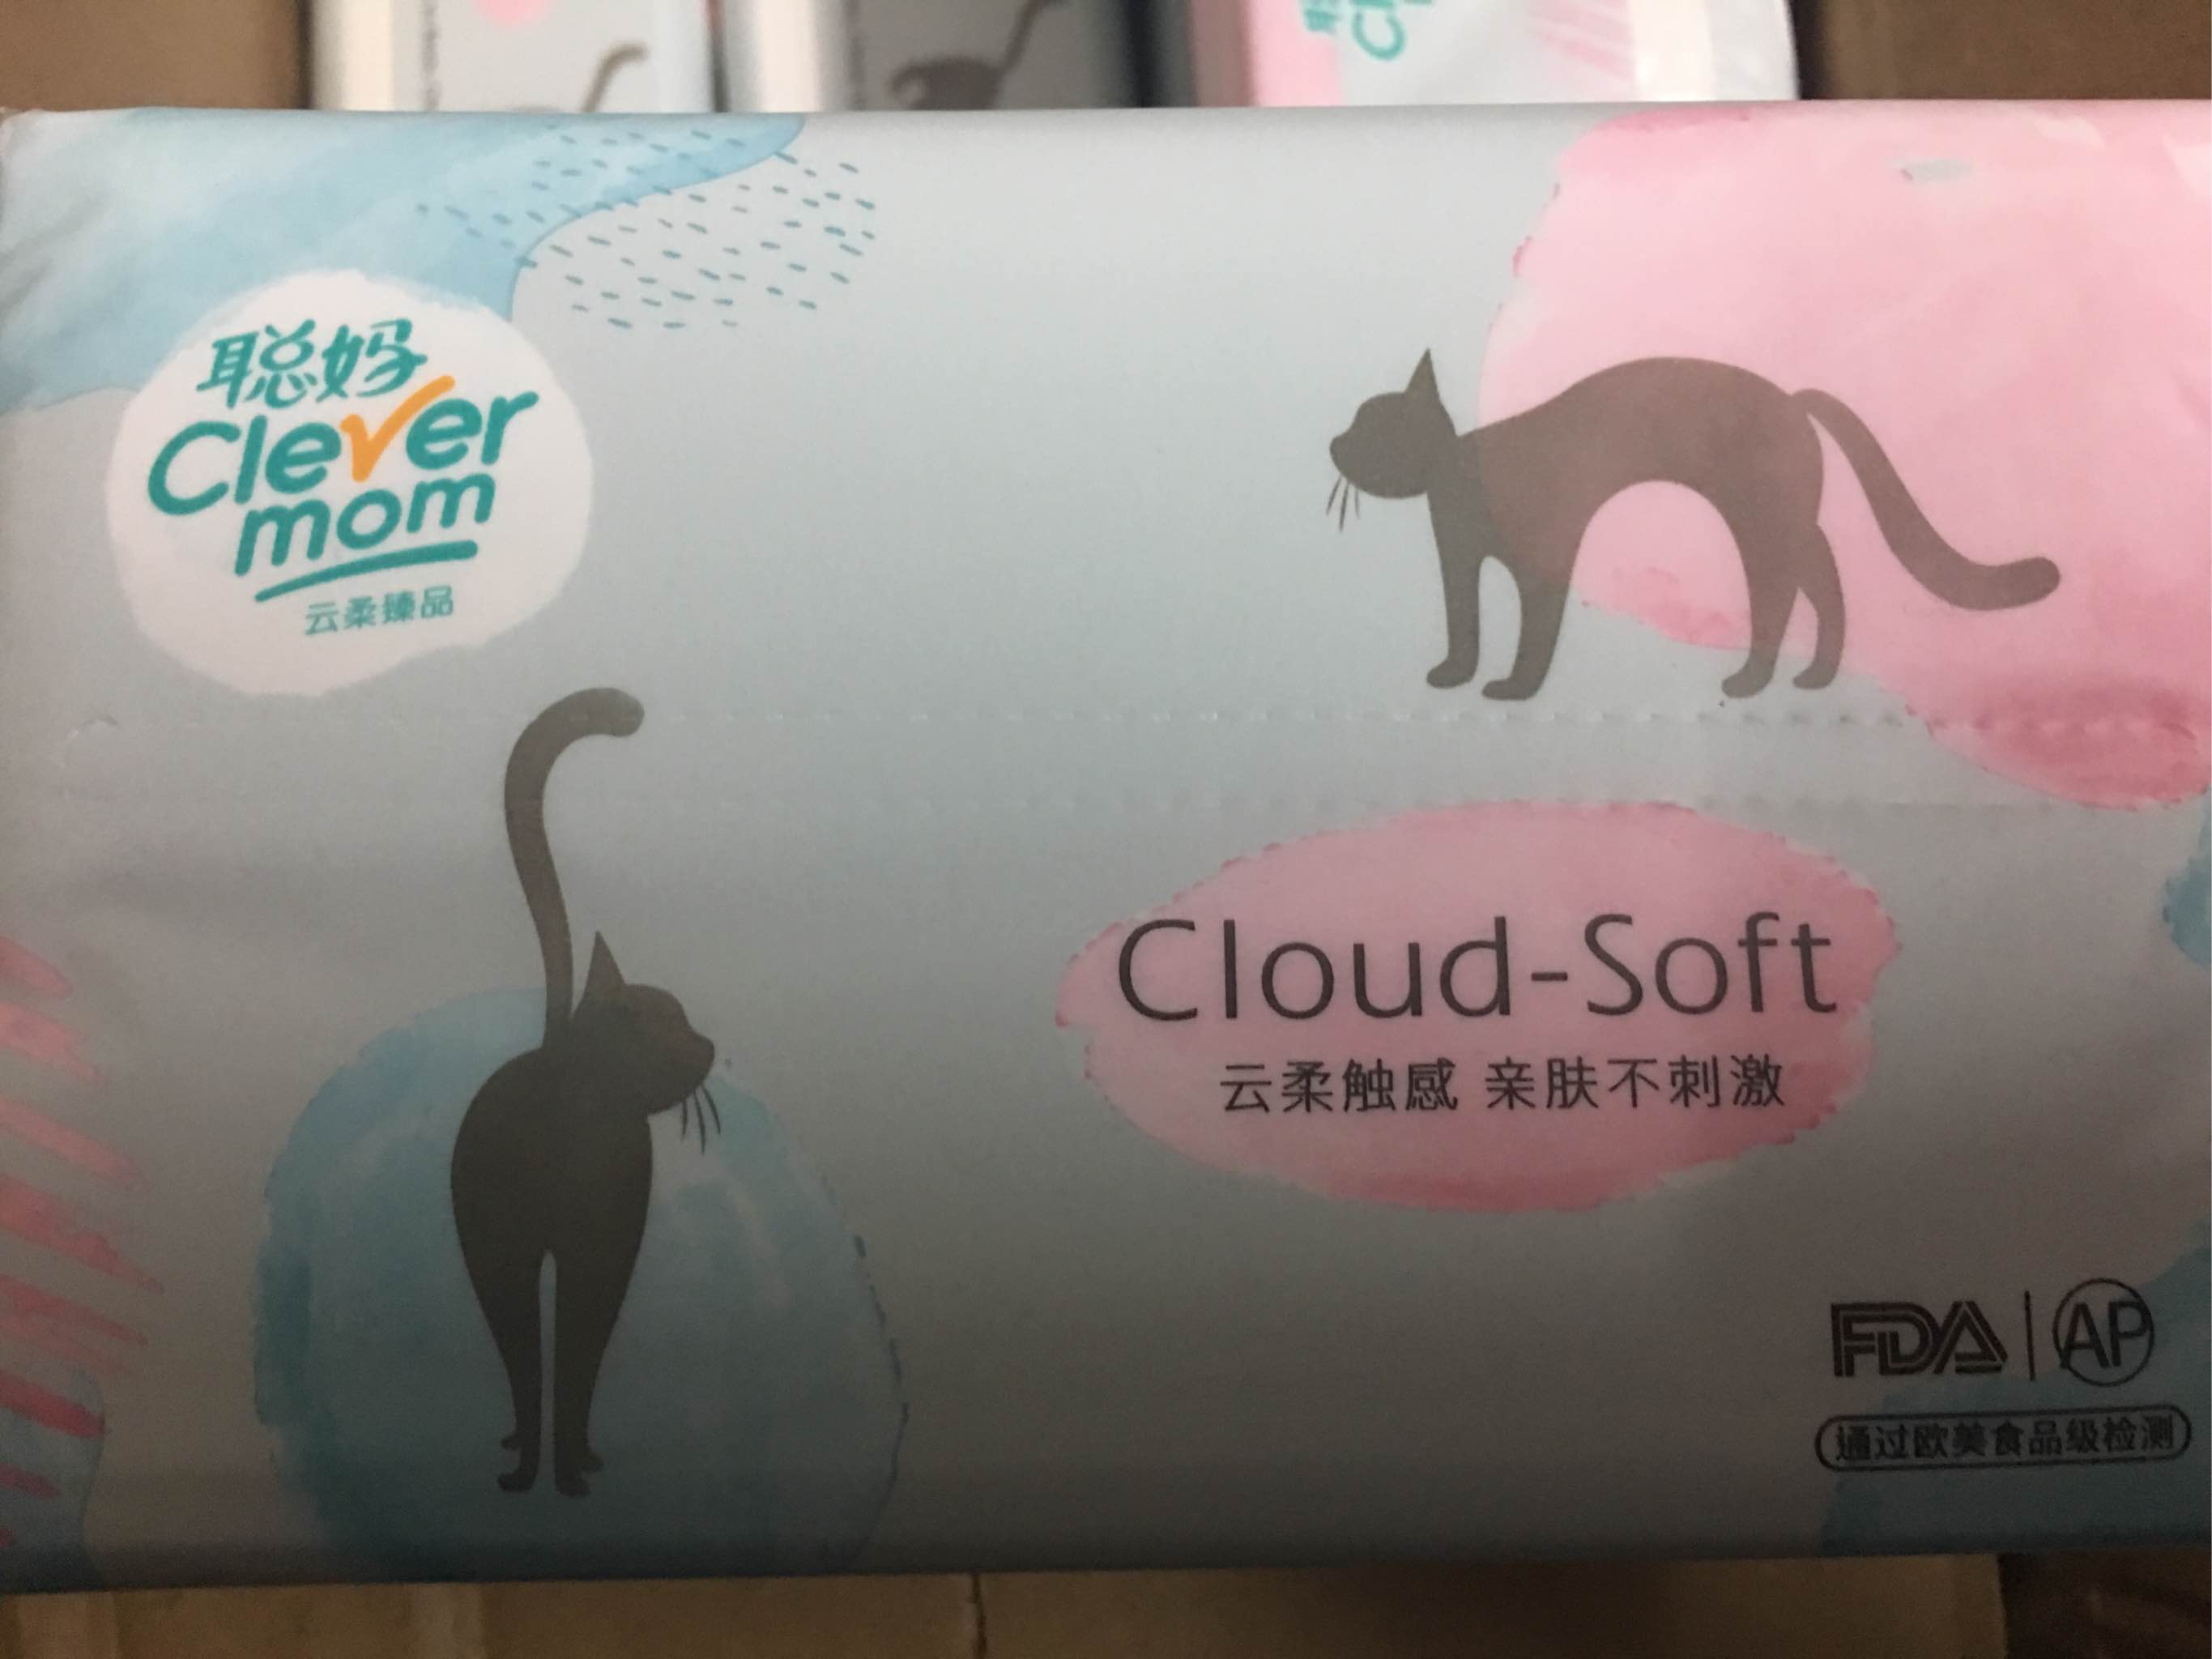 聪妈
Clever
mom
云柔臻品
Cloud-Soft
云柔触感 亲肤不刺激
FDA | AP
通过欧美食品级检测